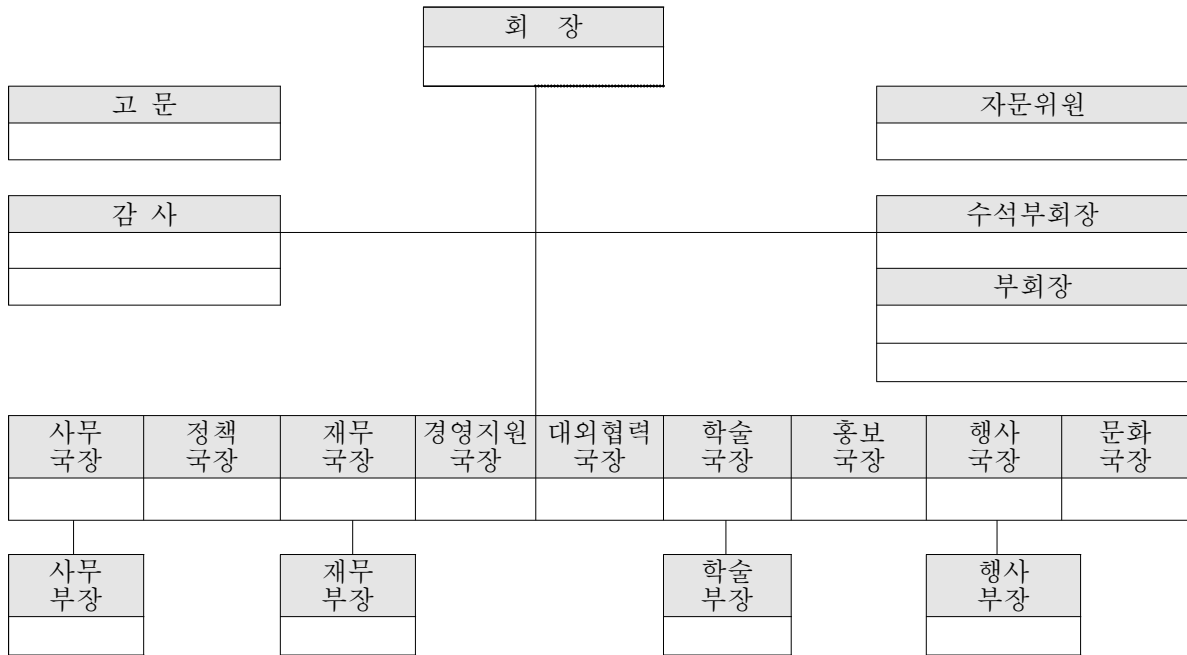 회 장
고 문
자문위원
감 사
수석부회장
부회장
사무 정책 재무 경영지원 대외협력 학술 홍보 행사 문화
국장 국장 국장 국장 국장 국장 국장 국장 국장
사무 재무 학술 행사
부장 부장 부장 부장